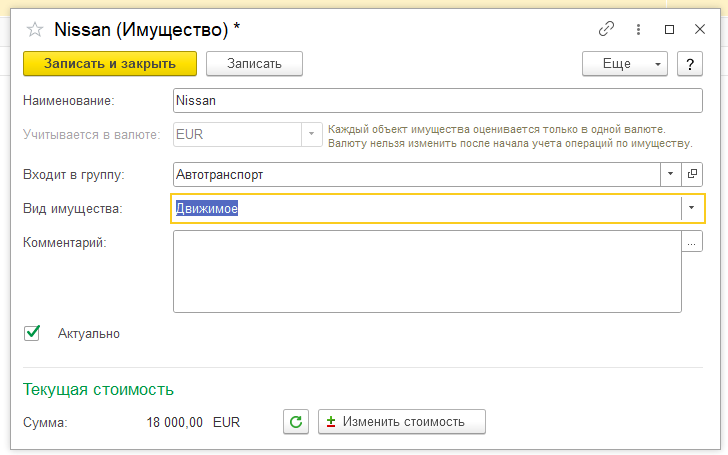 Nissan (Имущество) *
Записать и закрыть
Записать
Еще
?
Наименование:
Nissan
Учитывается в валюте:
EUR
Каждый объект имущества оценивается только в одной валюте.
Валюту нельзя изменить после начала учета операций по имуществу.
Входит в группу:
Автотранспорт
Вид имущества:
Движимое
Комментарий:
...
Актуально
Текущая стоимость
Сумма:
18 000,00 EUR
Изменить стоимость